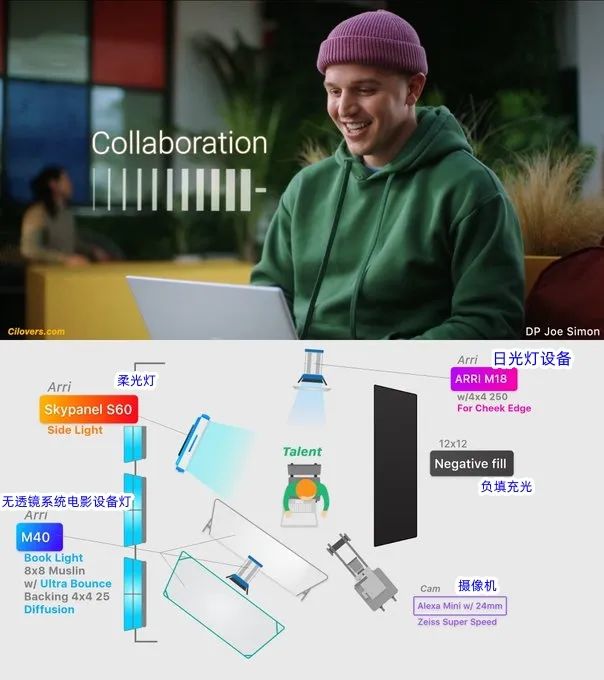 Collaboration
Cilovers.com
DP Joe Simon
Arri
柔光灯
Skypanel S60
Side Light
Arri
日光灯设备
ARRI M18
w/4x4 250
For Cheek Edge
Talent
12x12
Negative fill
负填充光
无透镜系统电影设备灯
Arri
M40
Book Light
8x8 Muslin
w/ Ultra Bounce
Backing 4x4 25
Diffusion
Cam
摄像机
Alexa Mini w/ 24mm
Zeiss Super Speed